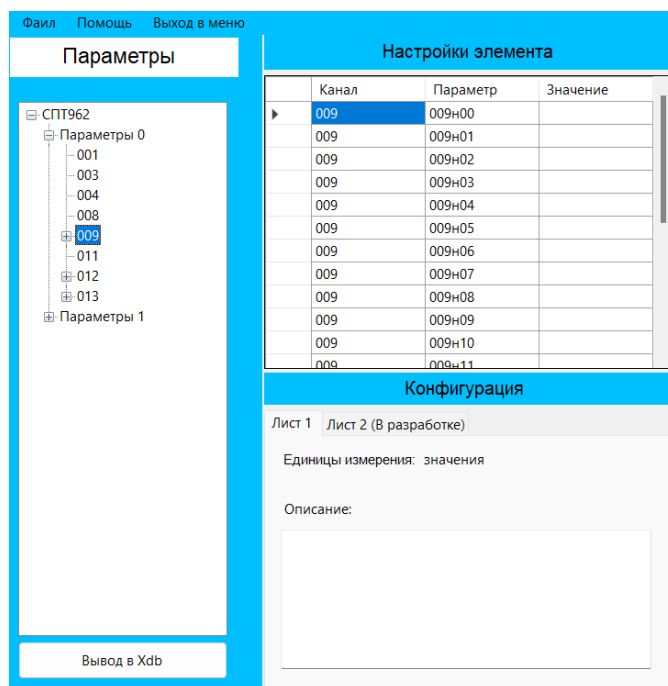 Фаил Помощь Выход в меню
Параметры
СПТ962
Параметры 0
001
003
004
008
009
011
012
013
Параметры 1
Вывод в Xdb
Настройки элемента
Канал Параметр Значение
009 009н00
009 009н01
009 009н02
009 009н03
009 009н04
009 009н05
009 009н06
009 009н07
009 009н08
009 009н09
009 009н10
009 009н11
Конфигурация
Лист 1 Лист 2 (В разработке)
Единицы измерения: значения
Описание: